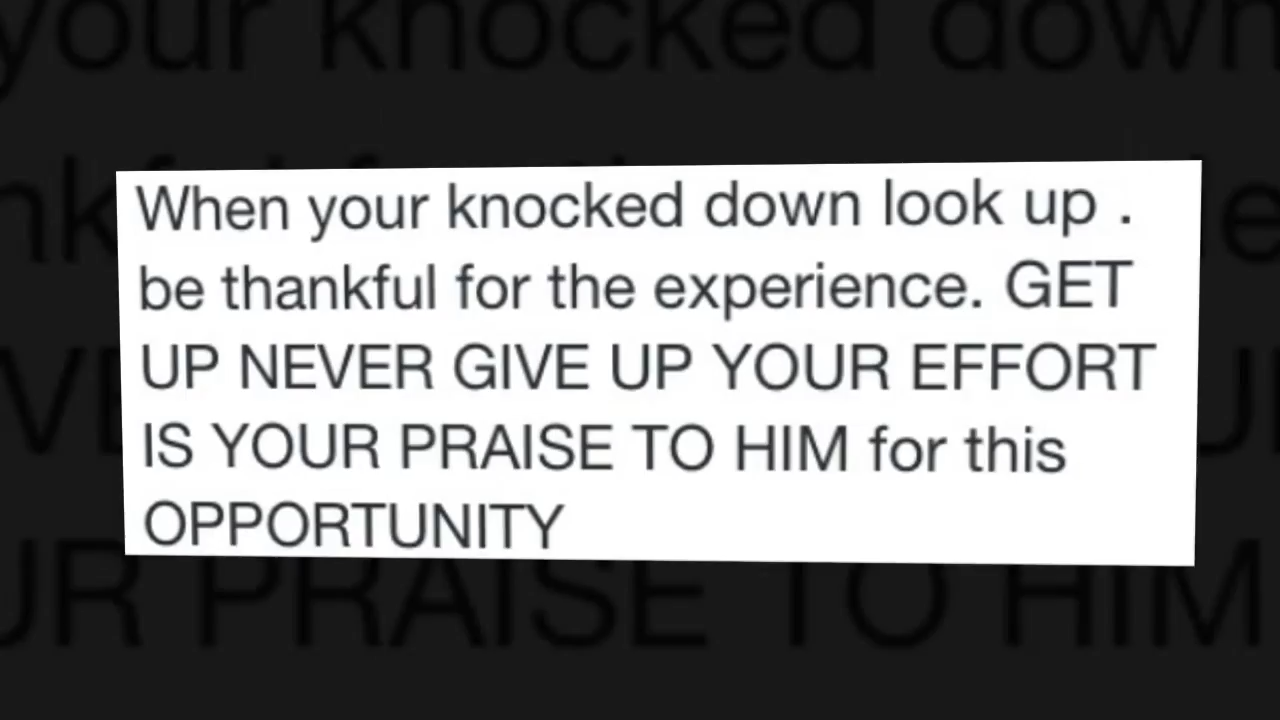 When your knocked down look up .
be thankful for the experience. GET
UP NEVER GIVE UP YOUR EFFORT
IS YOUR PRAISE TO HIM for this
OPPORTUNITY